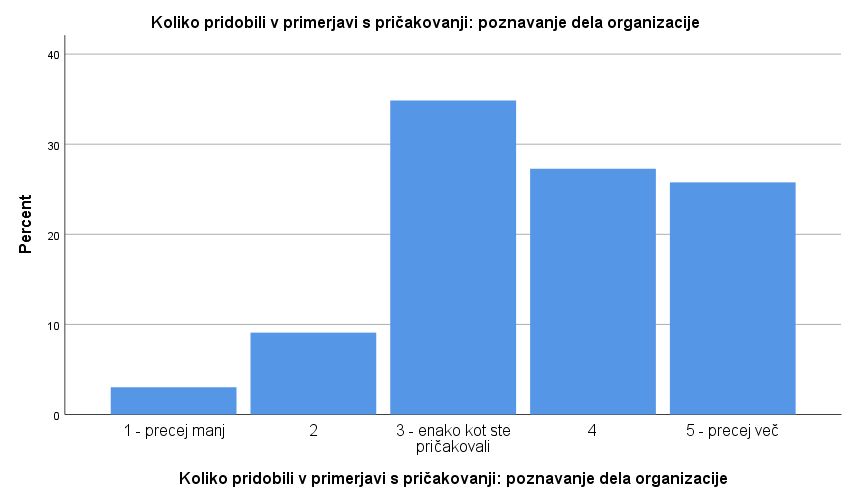 Koliko pridobili v primerjavi s pričakovanji: poznavanje dela organizacije
40
30
20
10
0
Percent
1 - precej manj
2
3 - enako kot ste
pričakovali
4
5 - precej več
Koliko pridobili v primerjavi s pričakovanji: poznavanje dela organizacije